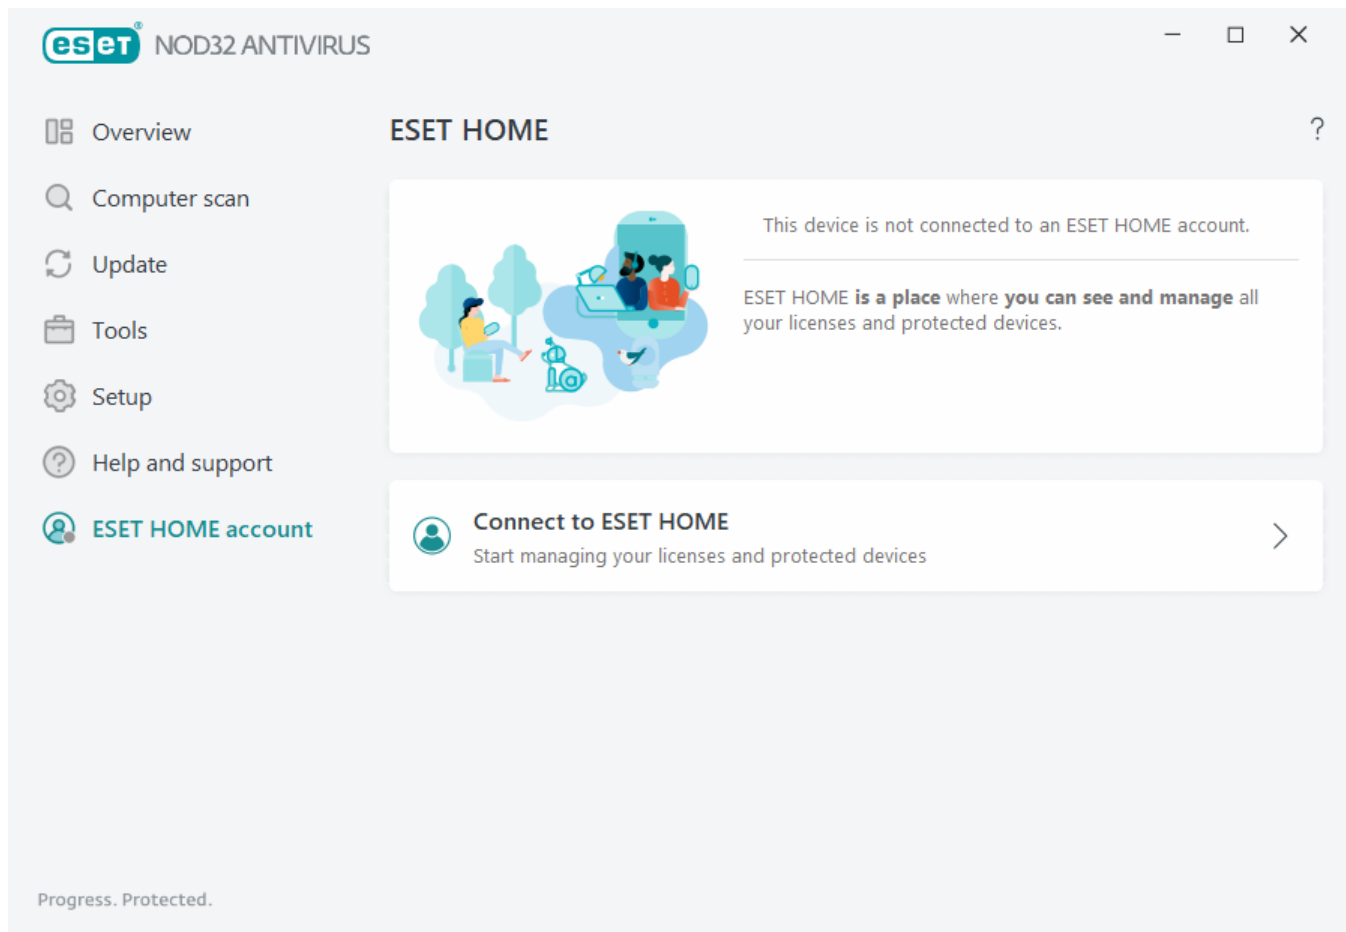 eset® NOD32 ANTIVIRUS
Overview
Computer scan
Update
Tools
Setup
Help and support
ESET HOME account
ESET HOME
?
This device is not connected to an ESET HOME account.
ESET HOME is a place where you can see and manage all
your licenses and protected devices.
Connect to ESET HOME
Start managing your licenses and protected devices
Progress. Protected.